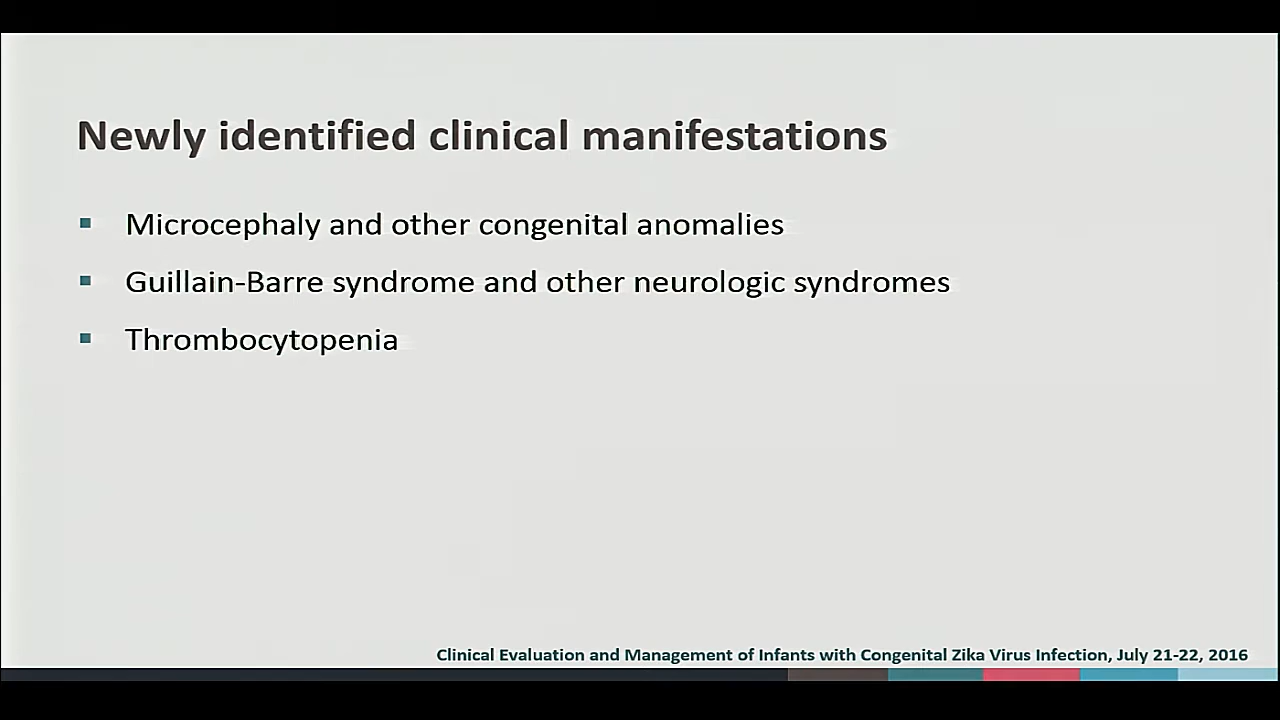 Newly identified clinical manifestations
Microcephaly and other congenital anomalies
Guillain-Barre syndrome and other neurologic syndromes
Thrombocytopenia
Clinical Evaluation and Management of Infants with Congenital Zika Virus Infection, July 21-22, 2016